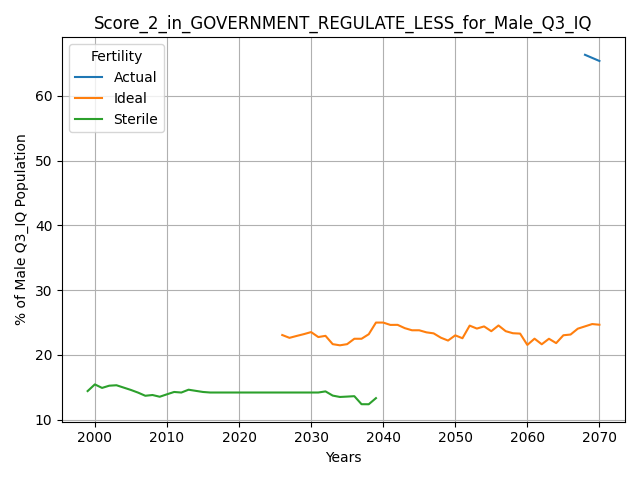 Score_2_in_GOVERNMENT_REGULATE_LESS_for_Male_Q3_IQ
Fertility
Actual
Ideal
Sterile
% of Male Q3_IQ Population
60
50
40
30
20
10
2000 2010 2020 2030 2040 2050 2060 2070
Years